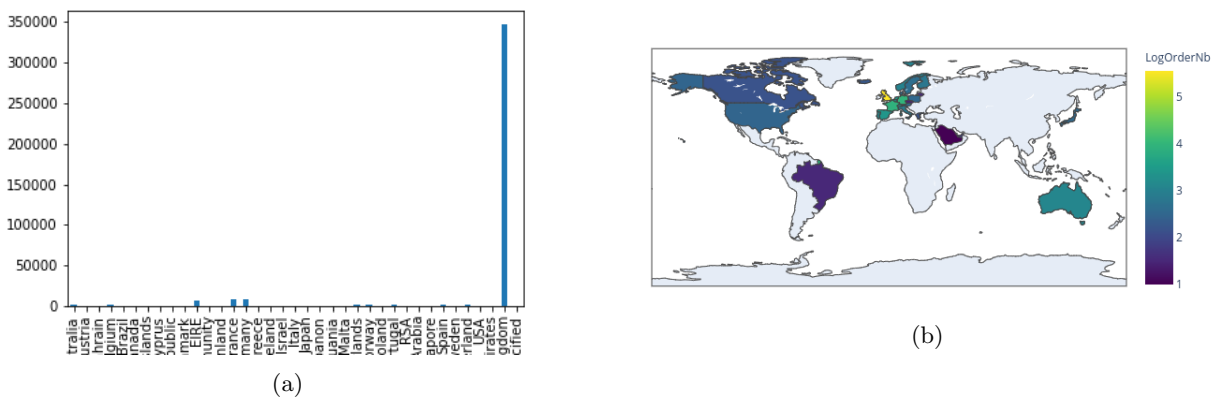 350000
300000
250000
200000
150000
100000
50000
0
tralia
ustria
hrain
lgium
Brazil
anada
slands
yprus
public
nmark
EIRE
munity
inland
rance
many
reece
eland
Israel
Italy
Japan
banon
uania
Malta
lands
orway
oland
rtugal
RSA
Arabia
apore
Spain
weden
erland
USA
irates
gdom
cified
(a)
LogOrderNb
5
4
3
2
1
(b)